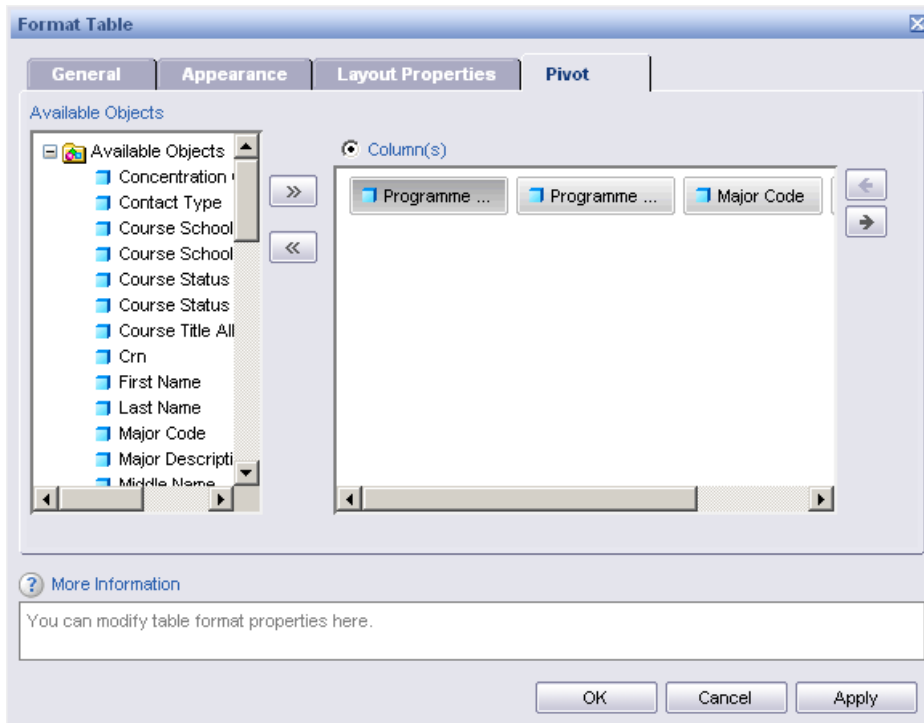 Format Table
General Appearance Layout Properties Pivot
Available Objects
Available Objects
Concentration
Contact Type
Course School
Course School
Course Status
Course Status
Course Title All
Crn
First Name
Last Name
Major Code
Major Descripti
Middle Name
Column(s)
Programme ... Programme ... Major Code
More Information
You can modify table format properties here.
OK Cancel Apply